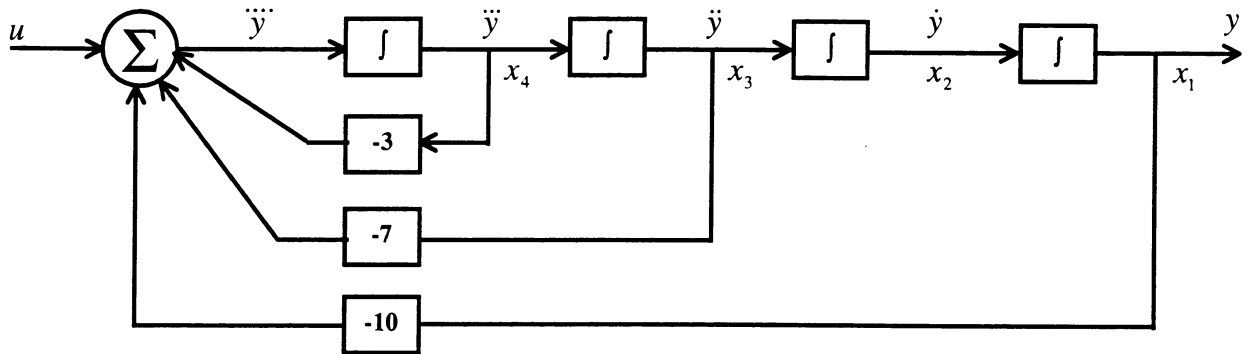 u Σ y⃜ ∫ y⃛ ∫ ÿ ∫ ẏ ∫ y
x₄ x₃ x₂ x₁
-3
-7
-10